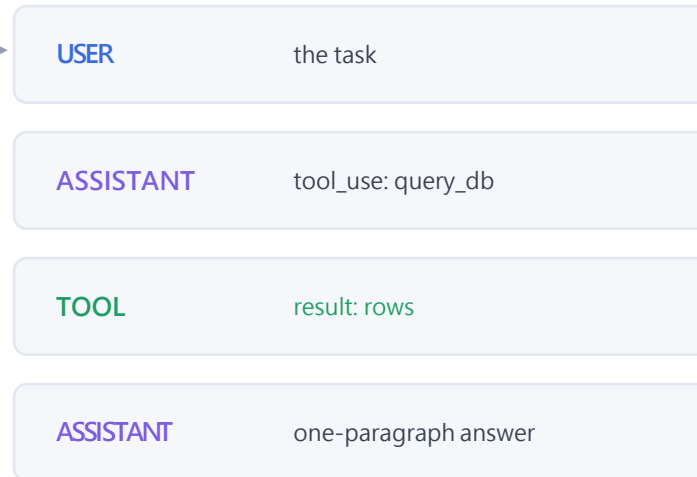 USER the task
ASSISTANT tool_use: query_db
TOOL result: rows
ASSISTANT one-paragraph answer